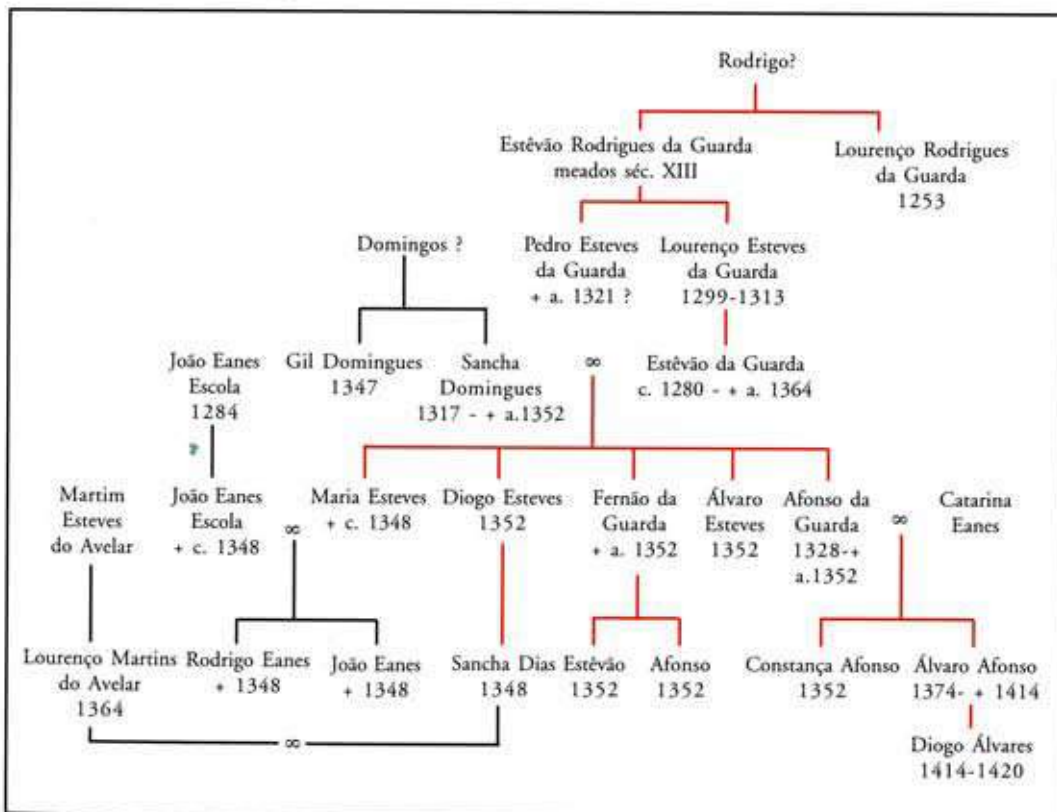 Rodrigo?
Estêvão Rodrigues da Guarda
meados séc. XIII
Lourenço Rodrigues
da Guarda
1253
Domingos ?
Pedro Esteves
da Guarda
+ a. 1321 ?
Lourenço Esteves
da Guarda
1299-1313
João Eanes
Escola
1284
Gil Domingues
1347
Sancha
Domingues
1317 - + a.1352
∞
Estêvão da Guarda
c. 1280 - + a. 1364
?
Martim
Esteves
do Avelar
João Eanes
Escola
+ c. 1348
∞
Maria Esteves
+ c. 1348
Diogo Esteves
1352
Fernão da
Guarda
+ a. 1352
Álvaro
Esteves
1352
Afonso da
Guarda
1328-+
a.1352
∞
Catarina
Eanes
Lourenço Martins
do Avelar
1364
Rodrigo Eanes
+ 1348
João Eanes
+ 1348
Sancha Dias
1348
Estêvão
1352
Afonso
1352
Constança Afonso
1352
Álvaro Afonso
1374- + 1414
∞
Diogo Álvares
1414-1420